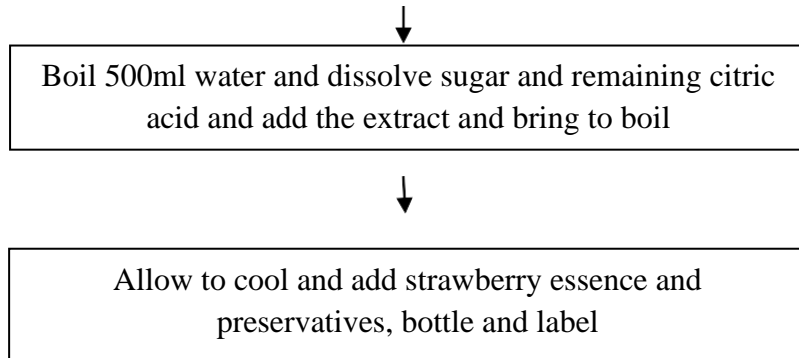 Boil 500ml water and dissolve sugar and remaining citric
acid and add the extract and bring to boil
Allow to cool and add strawberry essence and
preservatives, bottle and label